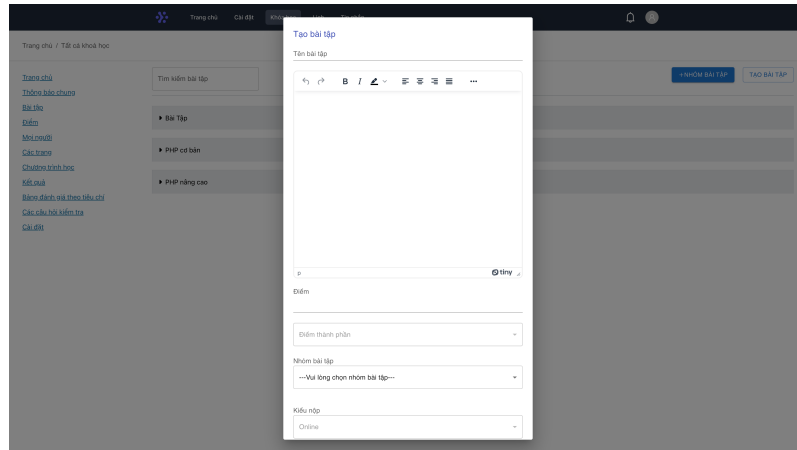 Trang chủ
Cài đặt
Trang chủ / Tất cả khoá học
Trang chủ
Thông báo chung
Bài tập
Điểm
Mọi người
Các trang
Chương trình học
Kết quả
Bảng đánh giá theo tiêu chí
Các câu hỏi kiểm tra
Cài đặt
Tìm kiếm bài tập
+NHÓM BÀI TẬP
TẠO BÀI TẬP
Bài Tập
PHP cơ bản
PHP nâng cao
Tạo bài tập
Tên bài tập
B I
p
tiny
Điểm
Điểm thành phần
Nhóm bài tập
---Vui lòng chọn nhóm bài tập---
Kiểu nộp
Online